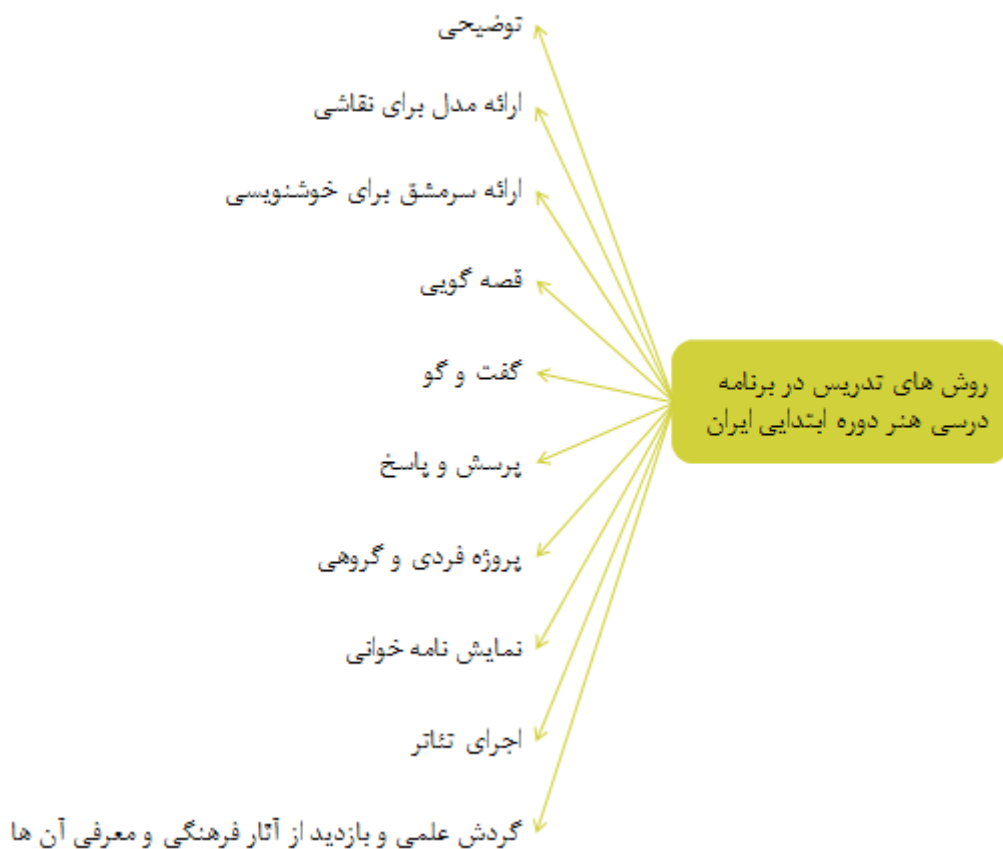 روش های تدریس در برنامه
درسی هنر دوره ابتدایی ایران
توضیحی
ارائه مدل برای نقاشی
ارائه سرمشق برای خوشنویسی
قصه گویی
گفت و گو
پرسش و پاسخ
پروژه فردی و گروهی
نمایش نامه خوانی
اجرای تئاتر
گردش علمی و بازدید از آثار فرهنگی و معرفی آن ها